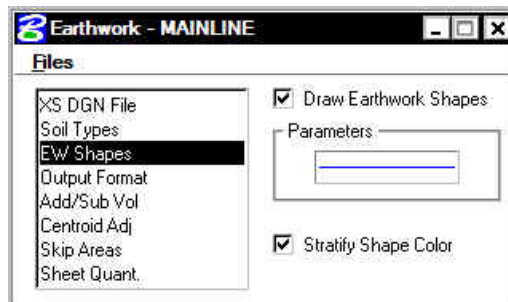 Earthwork - MAINLINE
Files
XS DGN File
Soil Types
EW Shapes
Output Format
Add/Sub Vol
Centroid Adj
Skip Areas
Sheet Quant.
Draw Earthwork Shapes
Parameters
Stratify Shape Color